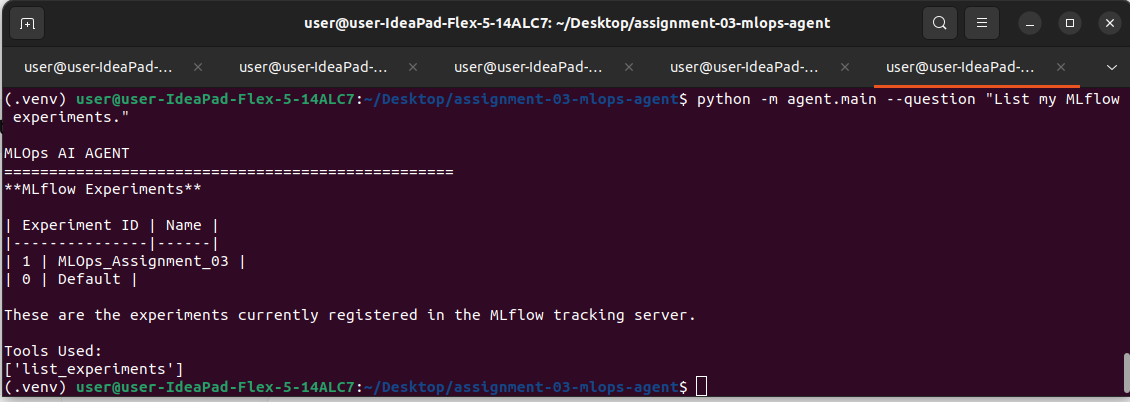 user@user-IdeaPad-Flex-5-14ALC7: ~/Desktop/assignment-03-mlops-agent
user@user-IdeaPad-... × user@user-IdeaPad-... × user@user-IdeaPad-... × user@user-IdeaPad-... × user@user-IdeaPad-... ×
(.venv) user@user-IdeaPad-Flex-5-14ALC7:~/Desktop/assignment-03-mlops-agent$ python -m agent.main --question "List my MLflow
 experiments."
MLOps AI AGENT
==================================================
**MLflow Experiments**
| Experiment ID | Name |
|---------------|------|
| 1 | MLOps_Assignment_03 |
| 0 | Default |
These are the experiments currently registered in the MLflow tracking server.
Tools Used:
['list_experiments']
(.venv) user@user-IdeaPad-Flex-5-14ALC7:~/Desktop/assignment-03-mlops-agent$